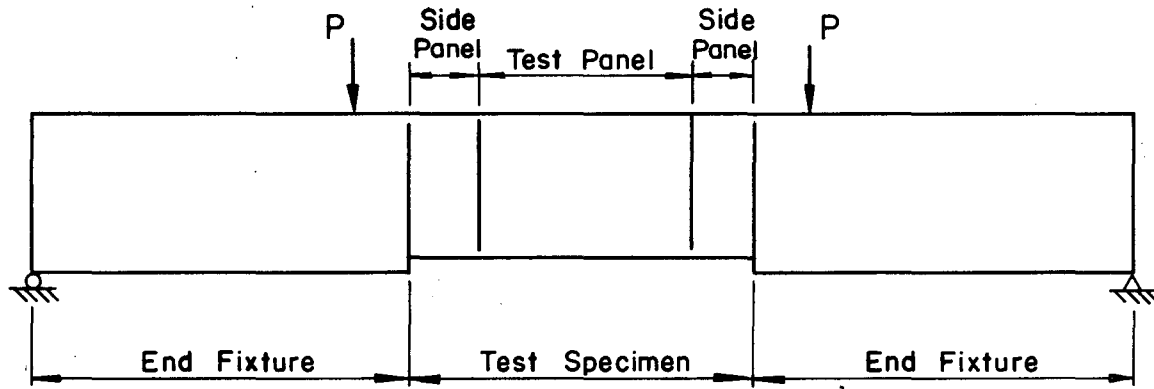 P
Side
Panel
Test Panel
Side
Panel
P
End Fixture
Test Specimen
End Fixture